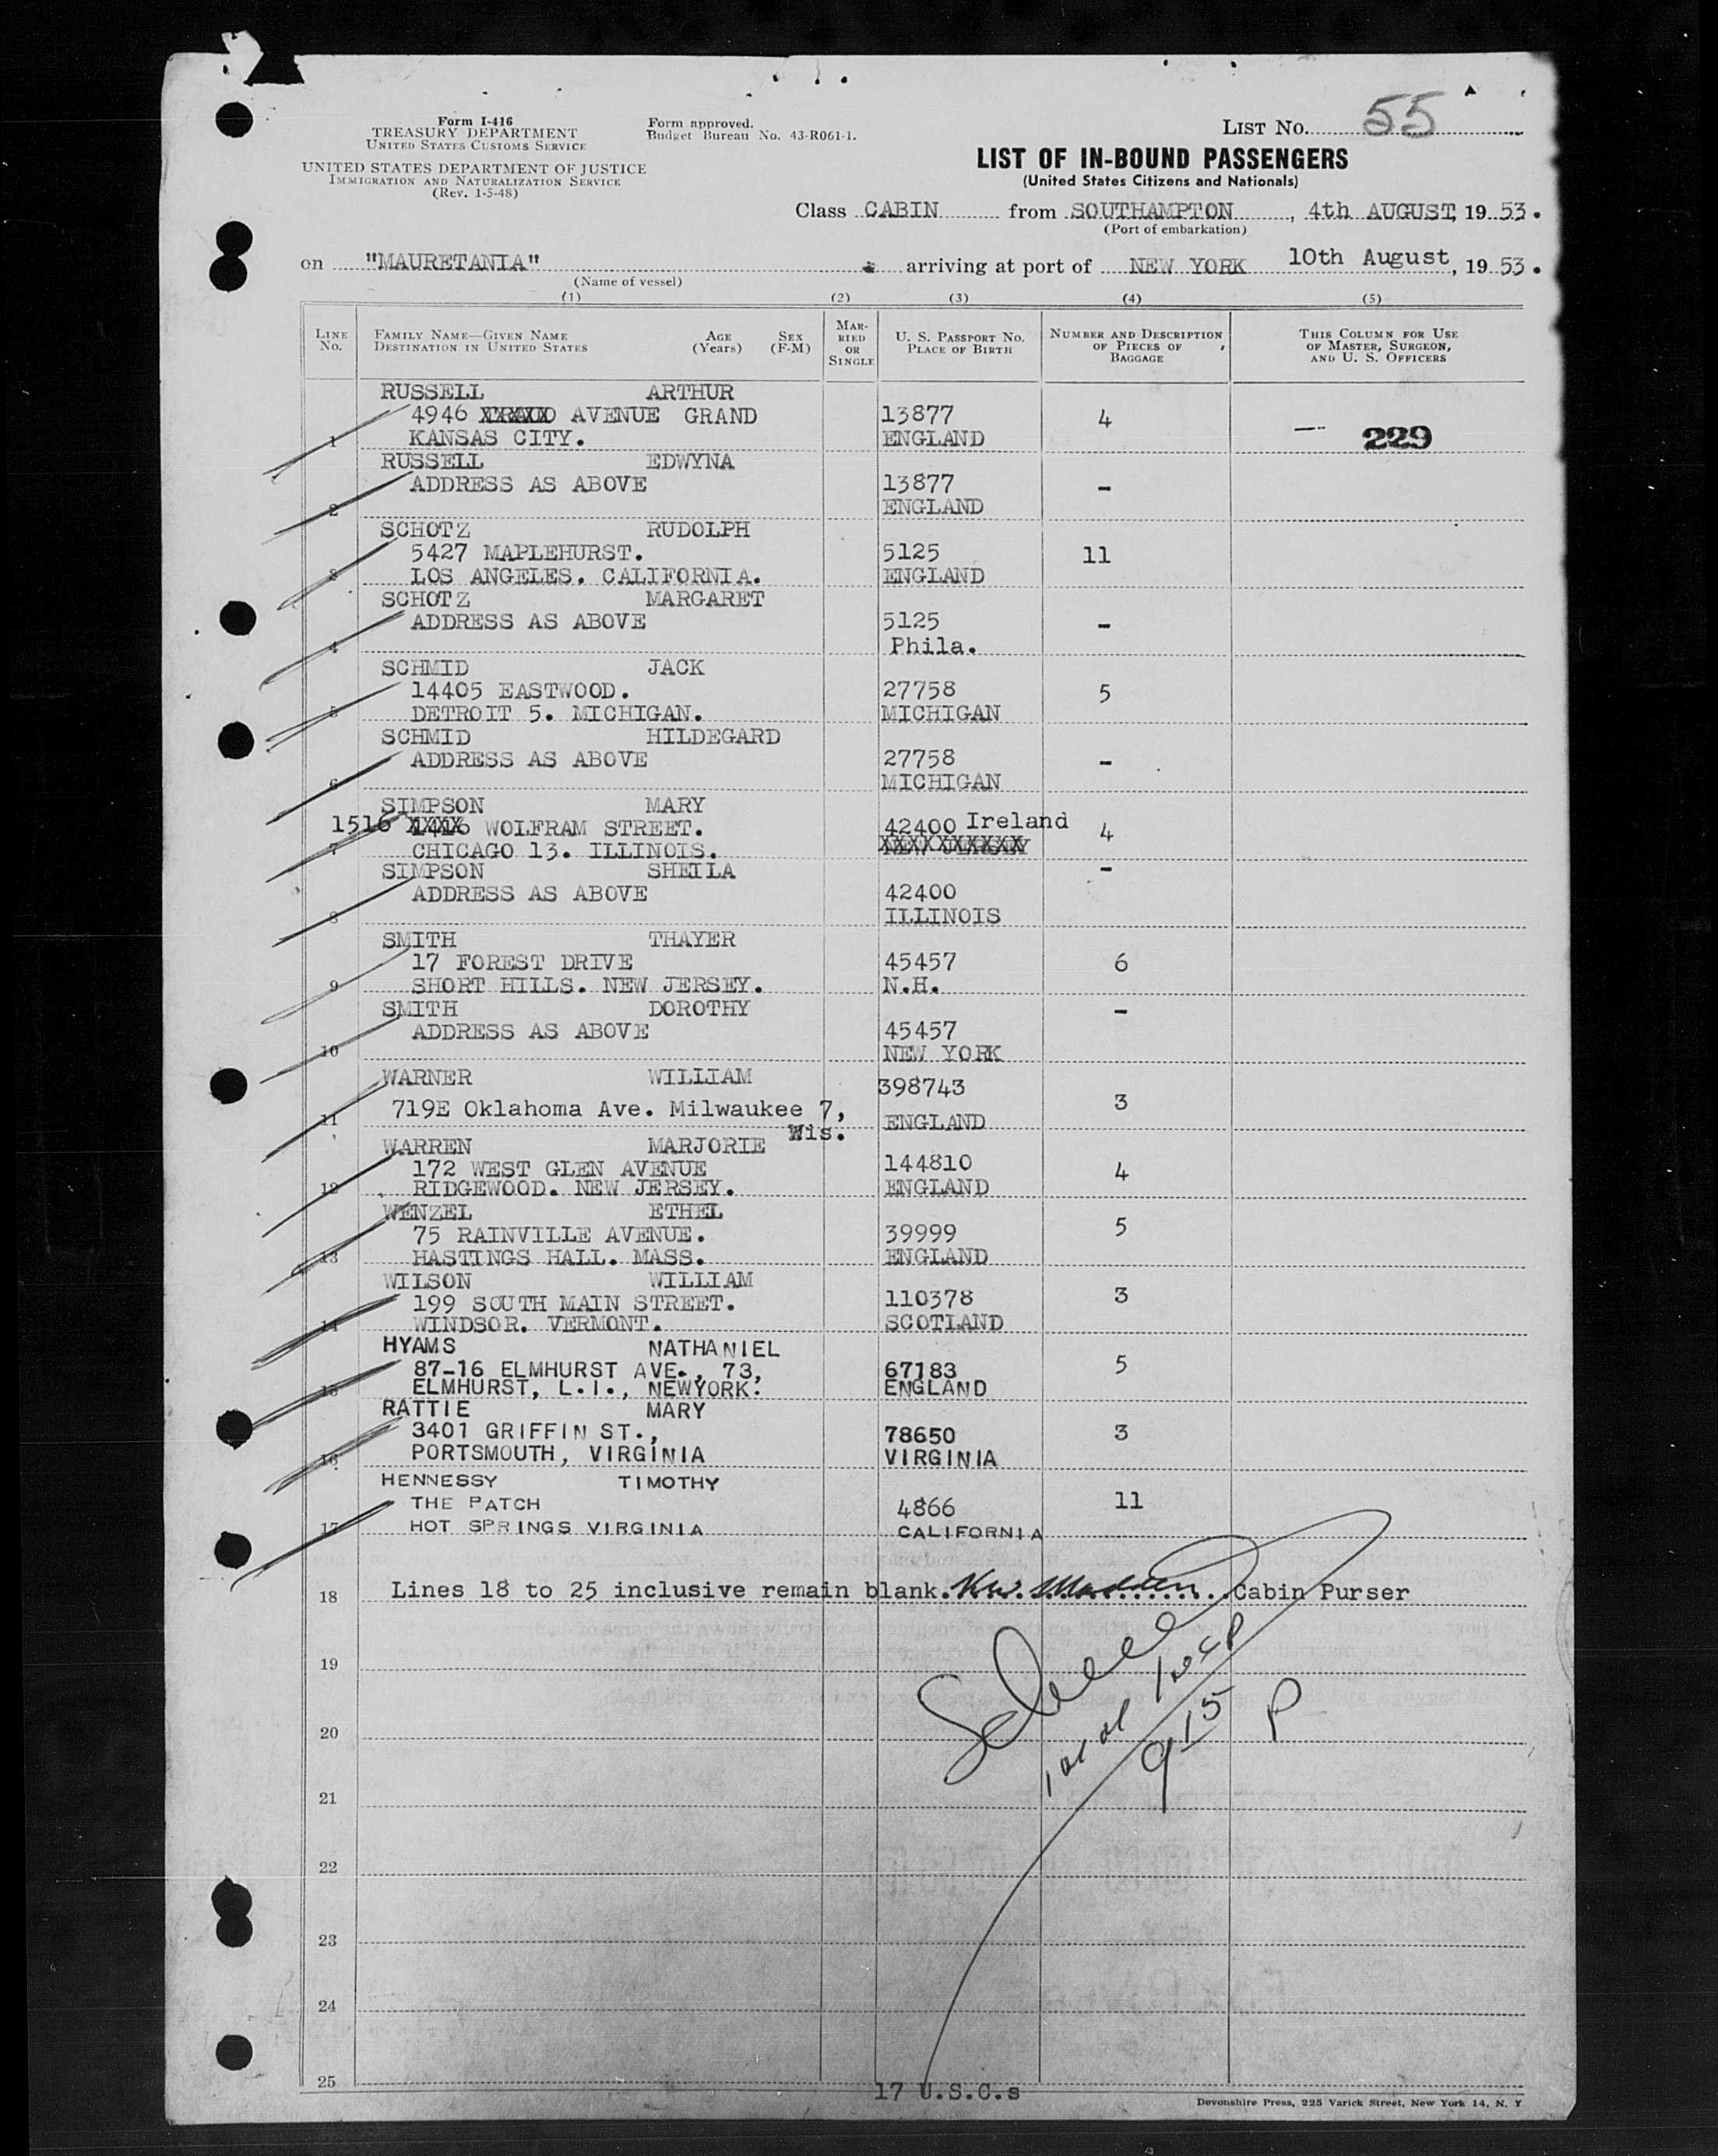 Form I-416
TREASURY DEPARTMENT
UNITED STATES CUSTOMS SERVICE
UNITED STATES DEPARTMENT OF JUSTICE
IMMIGRATION AND NATURALIZATION SERVICE
(Rev. 1-5-48)
Form approved.
Budget Bureau No. 43-R061-1.
LIST No. 55
LIST OF IN-BOUND PASSENGERS
(United States Citizens and Nationals)
Class CABIN from SOUTHAMPTON, 4th AUGUST, 19 53.
(Port of embarkation)
on "MAURETANIA" arriving at port of NEW YORK 10th August, 19 53.
(Name of vessel)
(1) (2) (3) (4) (5)
LINE No. FAMILY NAME—GIVEN NAME DESTINATION IN UNITED STATES AGE (Years) SEX (F-M) MARRIED OR SINGLE U. S. PASSPORT NO. PLACE OF BIRTH NUMBER AND DESCRIPTION OF PIECES OF BAGGAGE THIS COLUMN FOR USE OF MASTER, SURGEON, AND U. S. OFFICERS
RUSSELL ARTHUR
4946 AVENUE GRAND 13877 4
1 KANSAS CITY. ENGLAND 229
RUSSELL EDWYNA
ADDRESS AS ABOVE 13877 -
2 ENGLAND
SCHOTZ RUDOLPH
5427 MAPLEHURST. 5125 11
3 LOS ANGELES. CALIFORNIA. ENGLAND
SCHOTZ MARGARET
ADDRESS AS ABOVE 5125 -
4 Phila.
SCHMID JACK
14405 EASTWOOD. 27758 5
5 DETROIT 5. MICHIGAN. MICHIGAN
SCHMID HILDEGARD
ADDRESS AS ABOVE 27758 -
6 MICHIGAN
SIMPSON MARY
1516 WOLFRAM STREET. 42400 Ireland 4
7 CHICAGO 13. ILLINOIS.
SIMPSON SHEILA -
ADDRESS AS ABOVE 42400
8 ILLINOIS
SMITH THAYER
17 FOREST DRIVE 45457 6
9 SHORT HILLS. NEW JERSEY. N.H.
SMITH DOROTHY -
ADDRESS AS ABOVE 45457
10 NEW YORK
WARNER WILLIAM 398743
719E Oklahoma Ave. Milwaukee 7, 3
11 Wis. ENGLAND
WARREN MARJORIE
172 WEST GLEN AVENUE 144810 4
12 RIDGEWOOD. NEW JERSEY. ENGLAND
WENZEL ETHEL
75 RAINVILLE AVENUE. 39999 5
13 HASTINGS HALL. MASS. ENGLAND
WILSON WILLIAM
199 SOUTH MAIN STREET. 110378 3
14 WINDSOR. VERMONT. SCOTLAND
HYAMS NATHANIEL
87-16 ELMHURST AVE., 73, 67183 5
15 ELMHURST, L.I., NEWYORK. ENGLAND
RATTIE MARY
3401 GRIFFIN ST., 78650 3
16 PORTSMOUTH, VIRGINIA VIRGINIA
HENNESSY TIMOTHY
THE PATCH 4866 11
17 HOT SPRINGS VIRGINIA CALIFORNIA
18 Lines 18 to 25 inclusive remain blank. Cabin Purser
19
20
915 P
21
22
23
24
25
17 U.S.C.s
Devonshire Press, 225 Varick Street, New York 14, N. Y